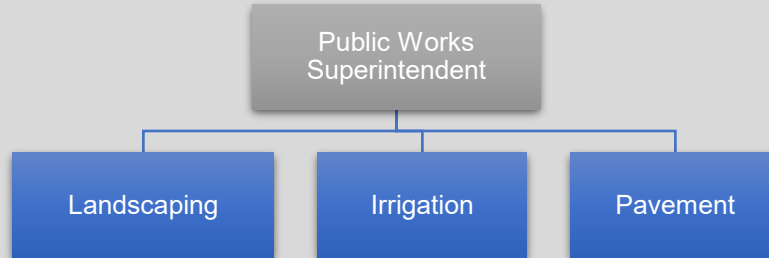 Public Works
Superintendent
Landscaping
Irrigation
Pavement